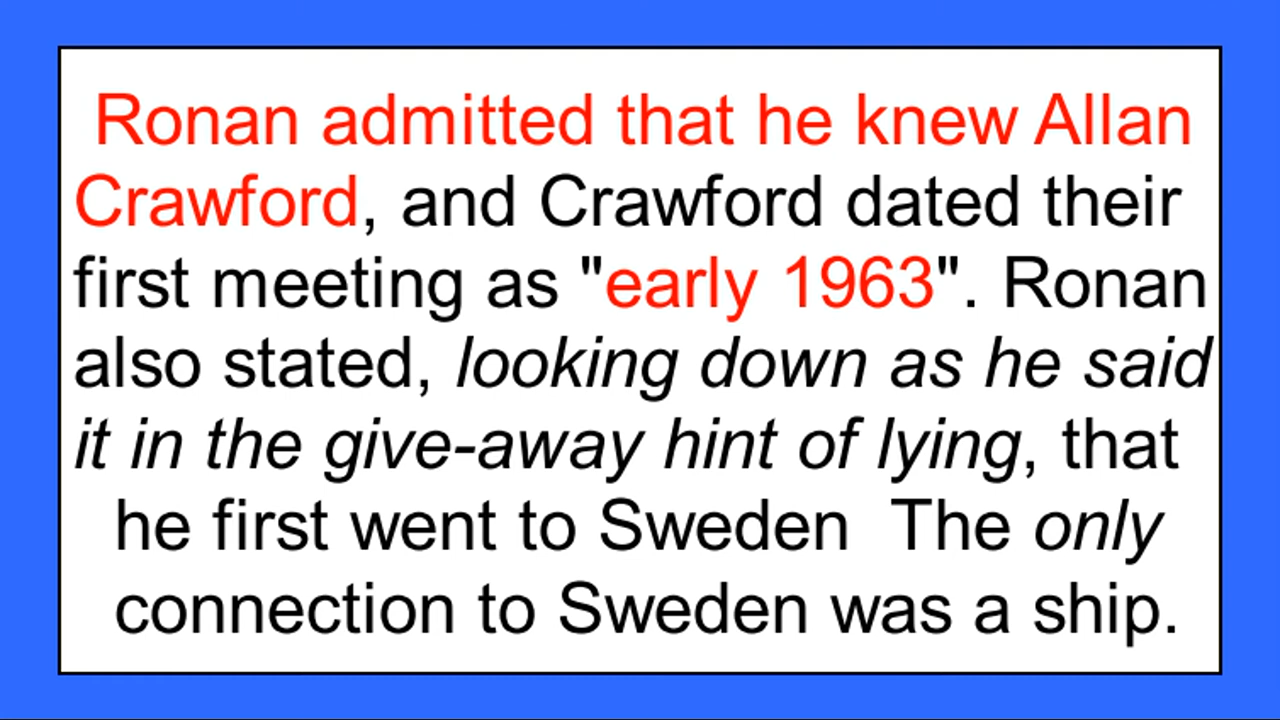 Ronan admitted that he knew Allan
Crawford, and Crawford dated their
first meeting as "early 1963". Ronan
also stated, looking down as he said
it in the give-away hint of lying, that
he first went to Sweden  The only
connection to Sweden was a ship.